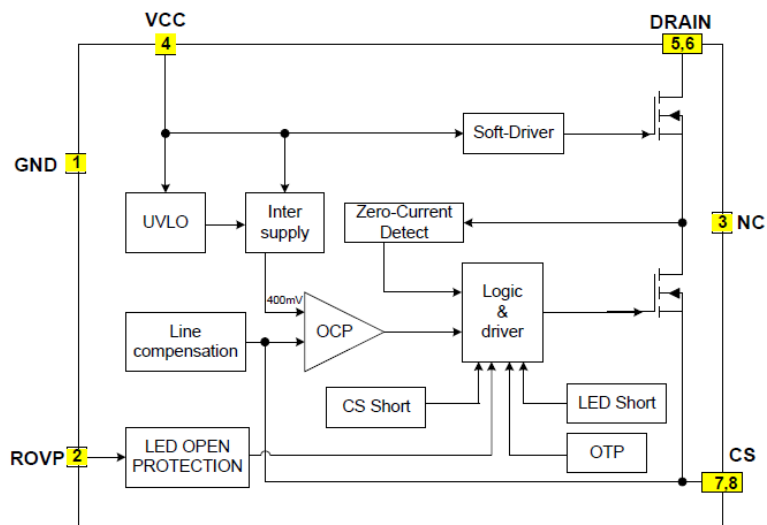 VCC
4
DRAIN
5,6
Soft-Driver
GND
1
UVLO
Inter
supply
Zero-Current
Detect
3
NC
400mV
OCP
Logic
&
driver
Line
compensation
CS Short
LED Short
ROVP
2
LED OPEN
PROTECTION
OTP
CS
7,8